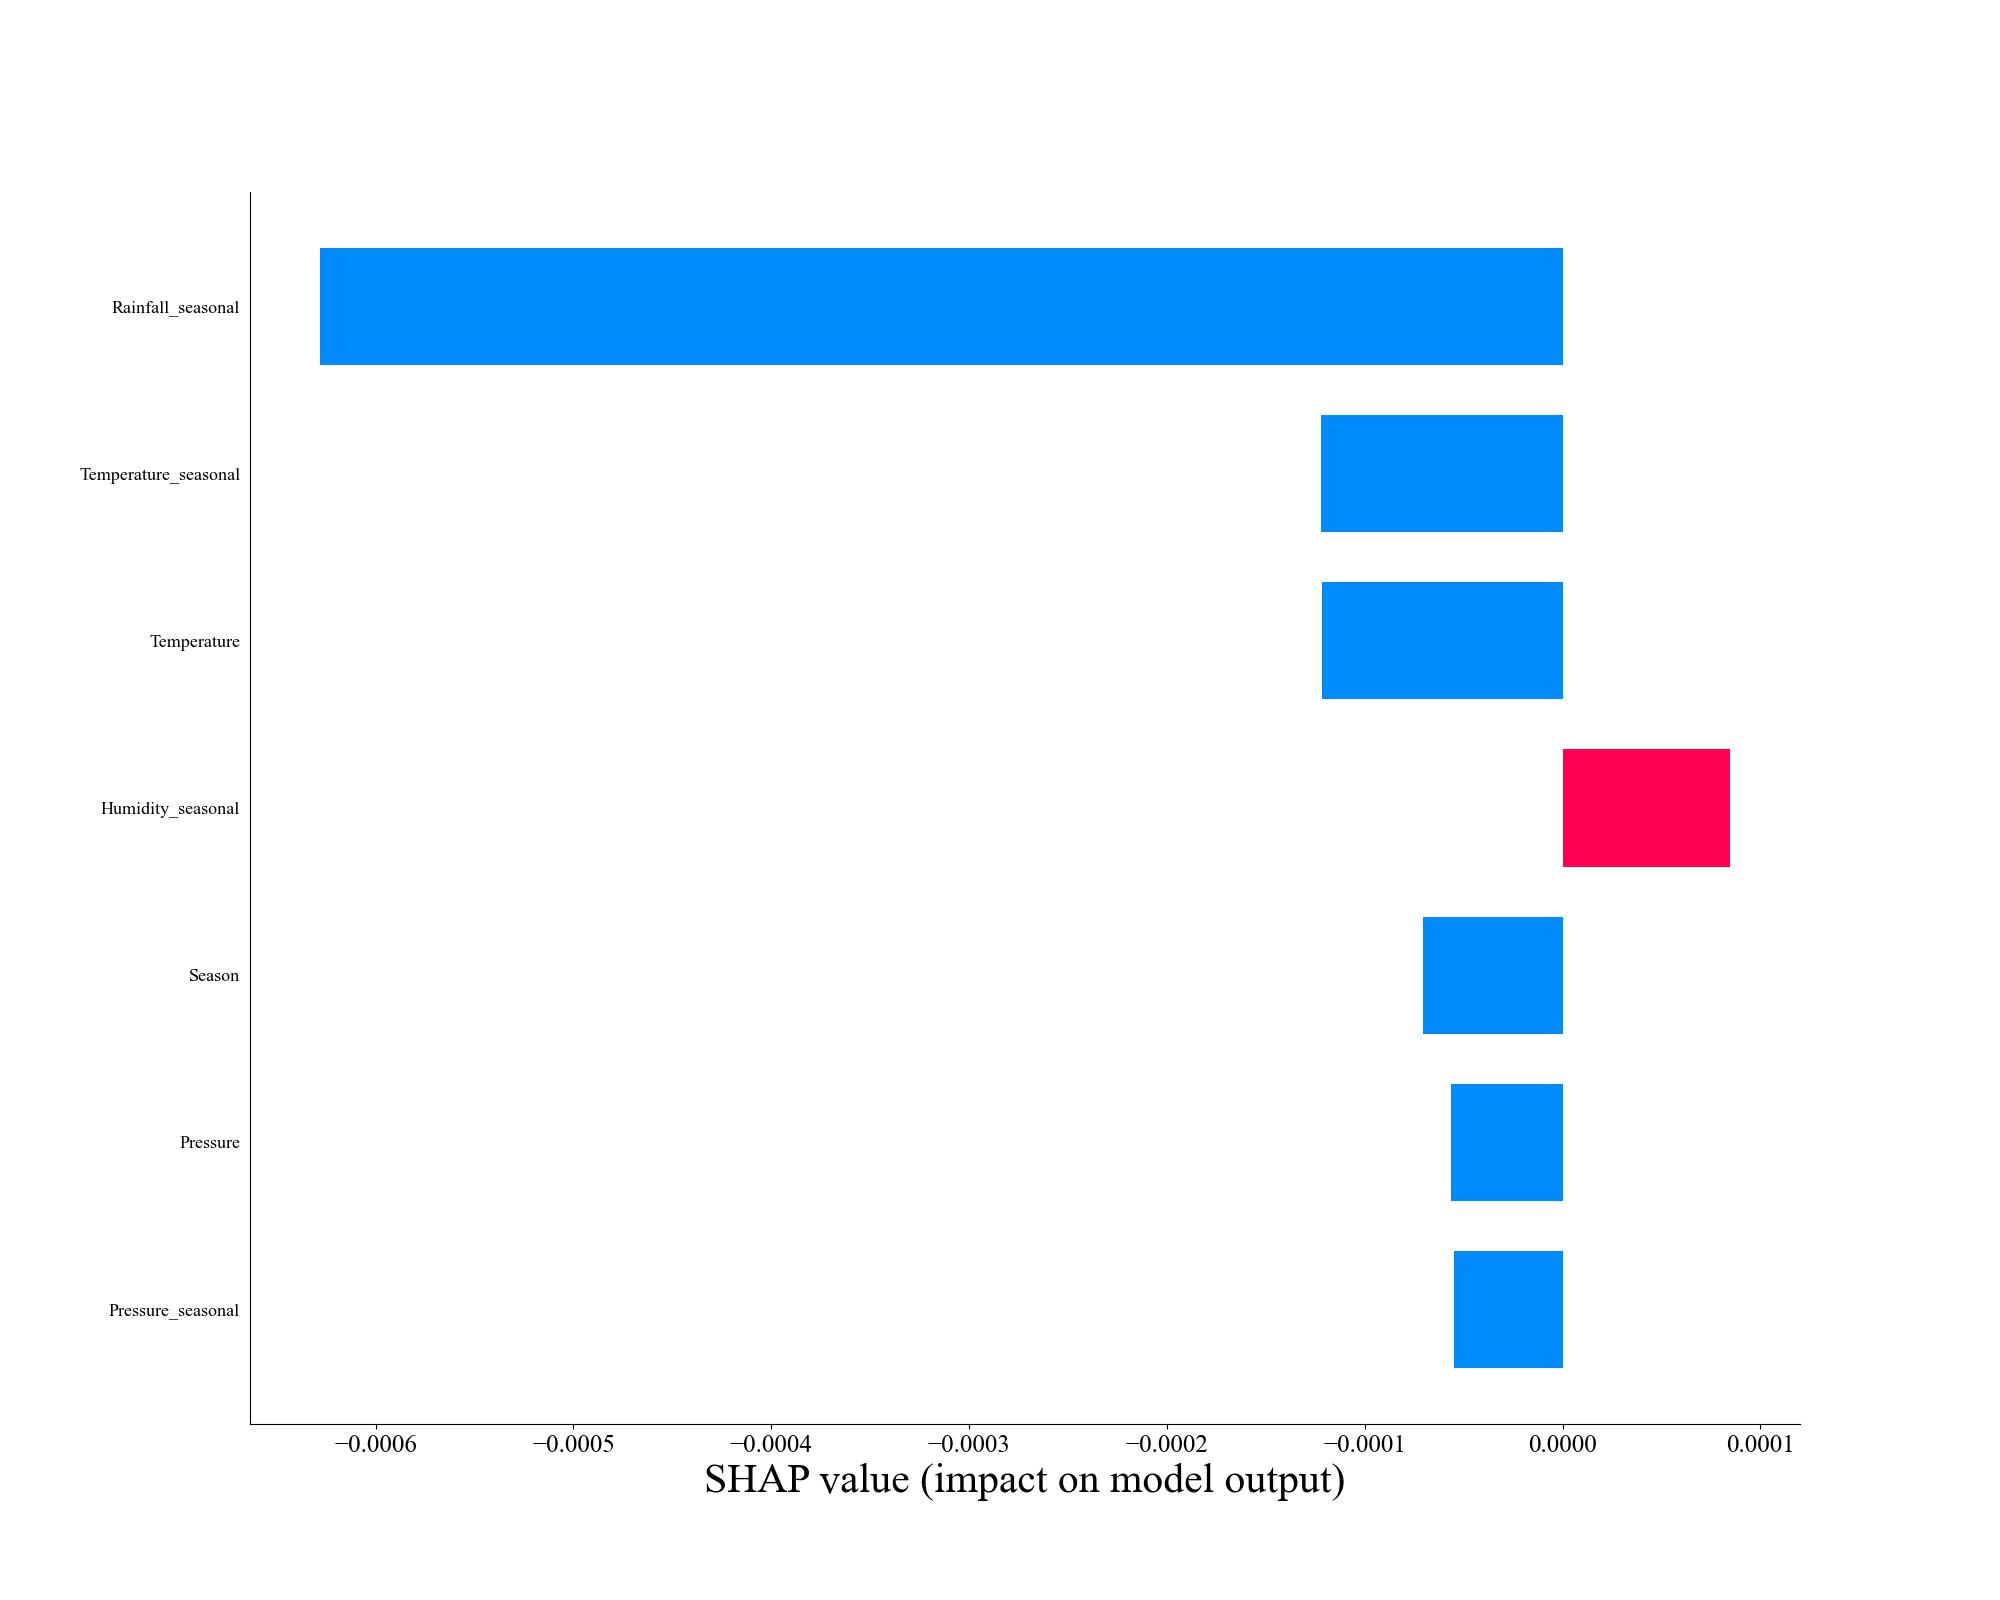 Rainfall_seasonal
Temperature_seasonal
Temperature
Humidity_seasonal
Season
Pressure
Pressure_seasonal
−0.0006 −0.0005 −0.0004 −0.0003 −0.0002 −0.0001 0.0000 0.0001
SHAP value (impact on model output)